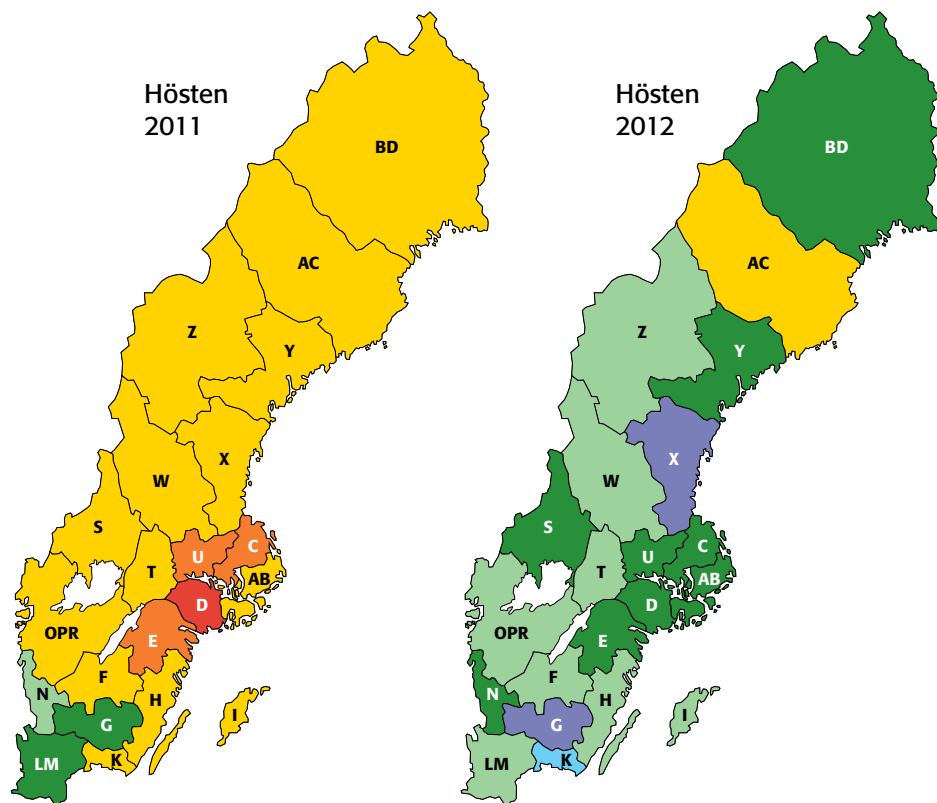 Hösten
2011
BD
AC
Z
Y
X
W
S
C
U
T
AB
D
OPR
E
F
N
H
G
I
K
LM
Hösten
2012
BD
AC
Z
Y
X
W
S
C
U
T
AB
D
OPR
E
F
N
H
G
I
K
LM